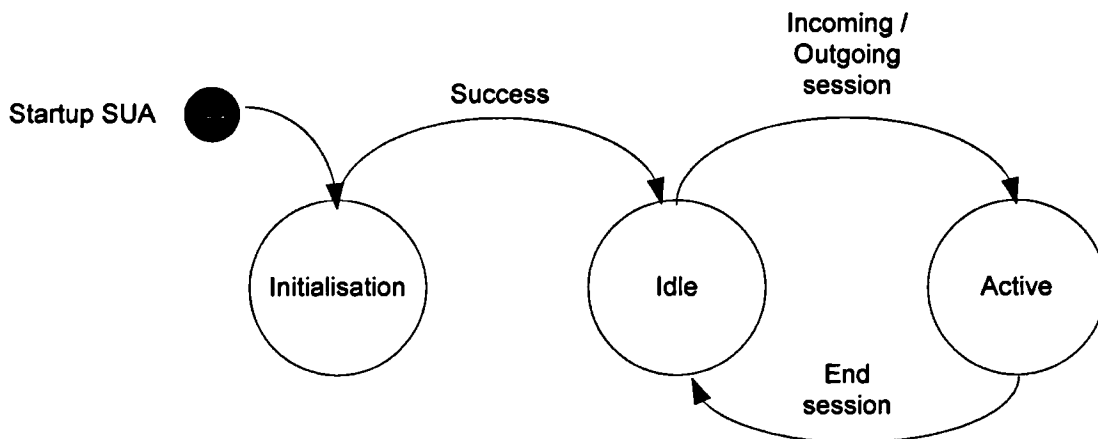 Incoming /
Outgoing
session
Success
Startup SUA
Initialisation
Idle
Active
End
session